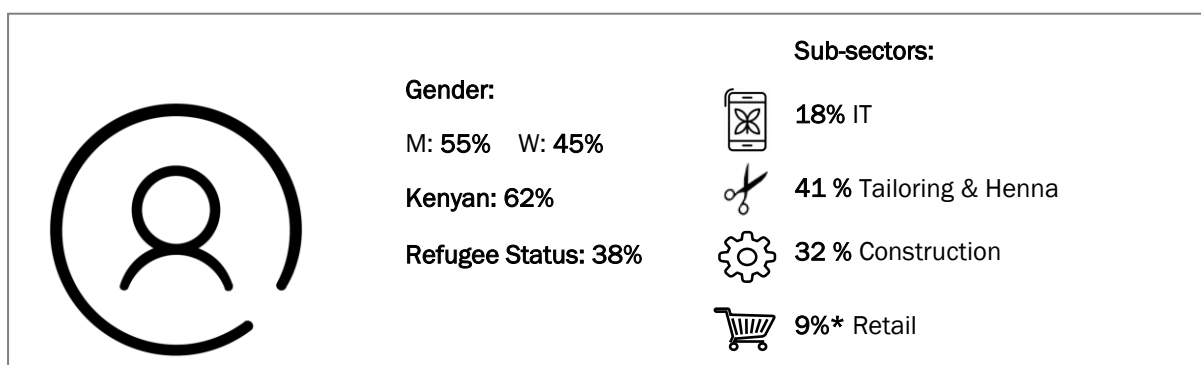 Gender:
M: 55% W: 45%
Kenyan: 62%
Refugee Status: 38%
Sub-sectors:
18% IT
41 % Tailoring & Henna
32 % Construction
9%* Retail